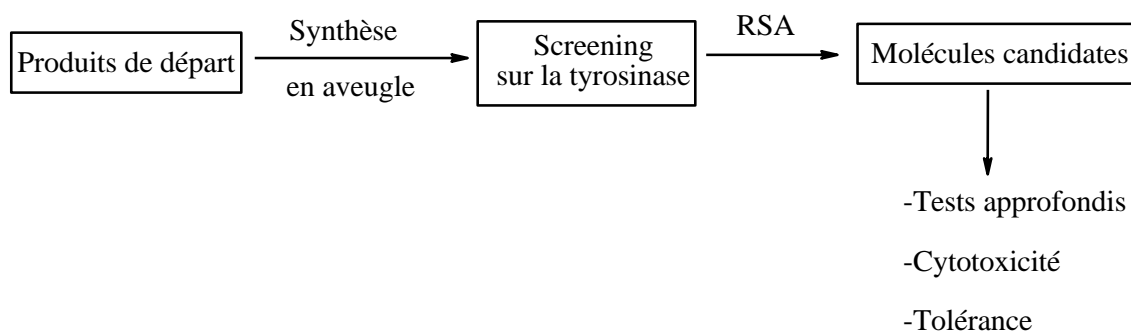 Produits de départ
Synthèse
en aveugle
Screening
sur la tyrosinase
RSA
Molécules candidates
-Tests approfondis
-Cytotoxicité
-Tolérance